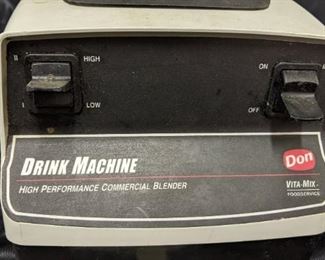 II HIGH
I LOW
ON
OFF
DRINK MACHINE
HIGH PERFORMANCE COMMERCIAL BLENDER
Don
VITA-MIX
FOODSERVICE